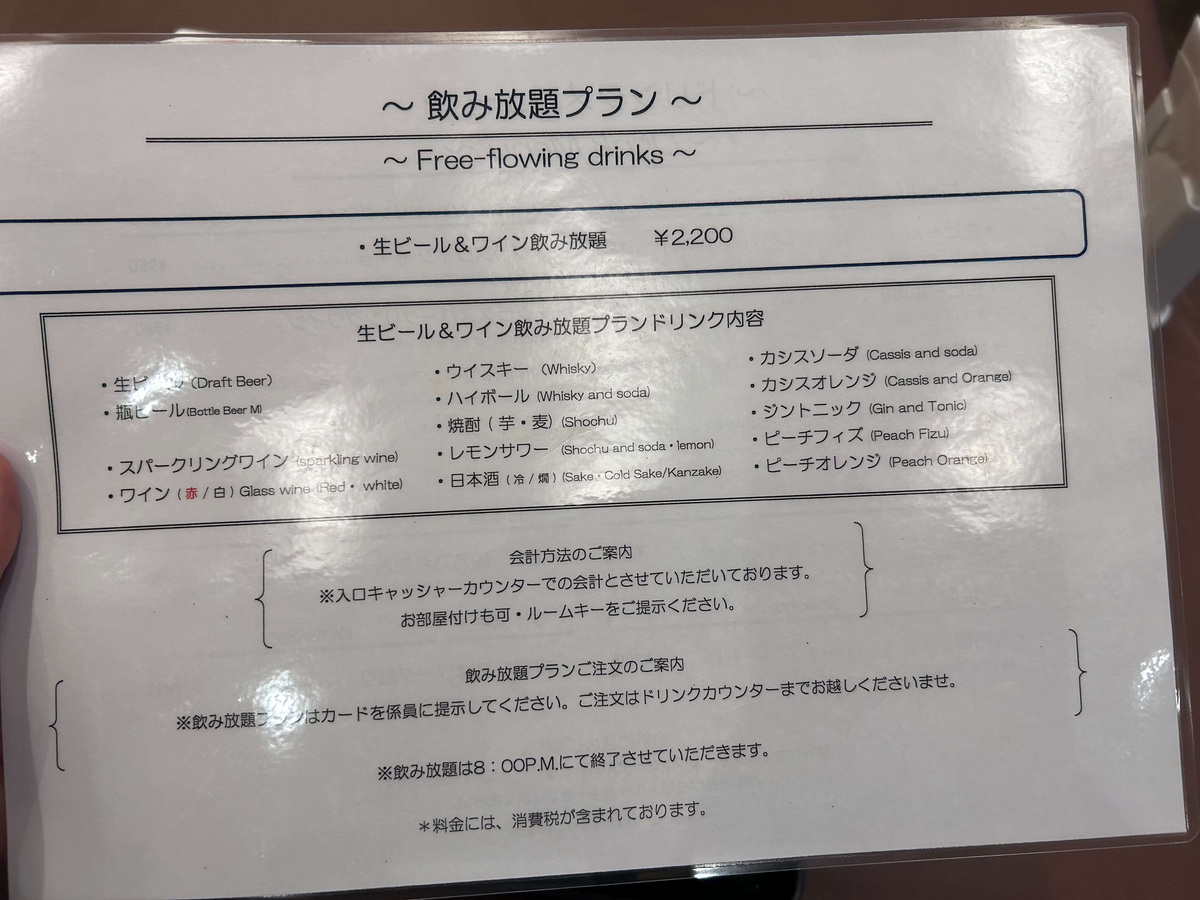 ～ 飲み放題プラン ～
～ Free-flowing drinks ～
・生ビール＆ワイン飲み放題　　¥2,200
生ビール＆ワイン飲み放題プランドリンク内容
・生ビール (Draft Beer)
・瓶ビール(Bottle Beer M)
・スパークリングワイン (sparkling wine)
・ワイン（赤 / 白）Glass wine (Red・ white)
・ウイスキー （Whisky）
・ハイボール (Whisky and soda)
・焼酎（ 芋・麦）(Shochu)
・レモンサワー （Shochu and soda・lemon)
・日本酒（ 冷 / 燗 ）(Sake・Cold Sake/Kanzake)
・カシスソーダ (Cassis and soda)
・カシスオレンジ (Cassis and Orange)
・ジントニック (Gin and Tonic)
・ピーチフィズ (Peach Fizu)
・ピーチオレンジ (Peach Orange)
会計方法のご案内
※入口キャッシャーカウンターでの会計とさせていただいております。
お部屋付けも可・ルームキーをご提示ください。
飲み放題プランご注文のご案内
※飲み放題プランはカードを係員に提示してください。ご注文はドリンクカウンターまでお越しくださいませ。
※飲み放題は8：00P.M.にて終了させていただきます。
＊料金には、消費税が含まれております。